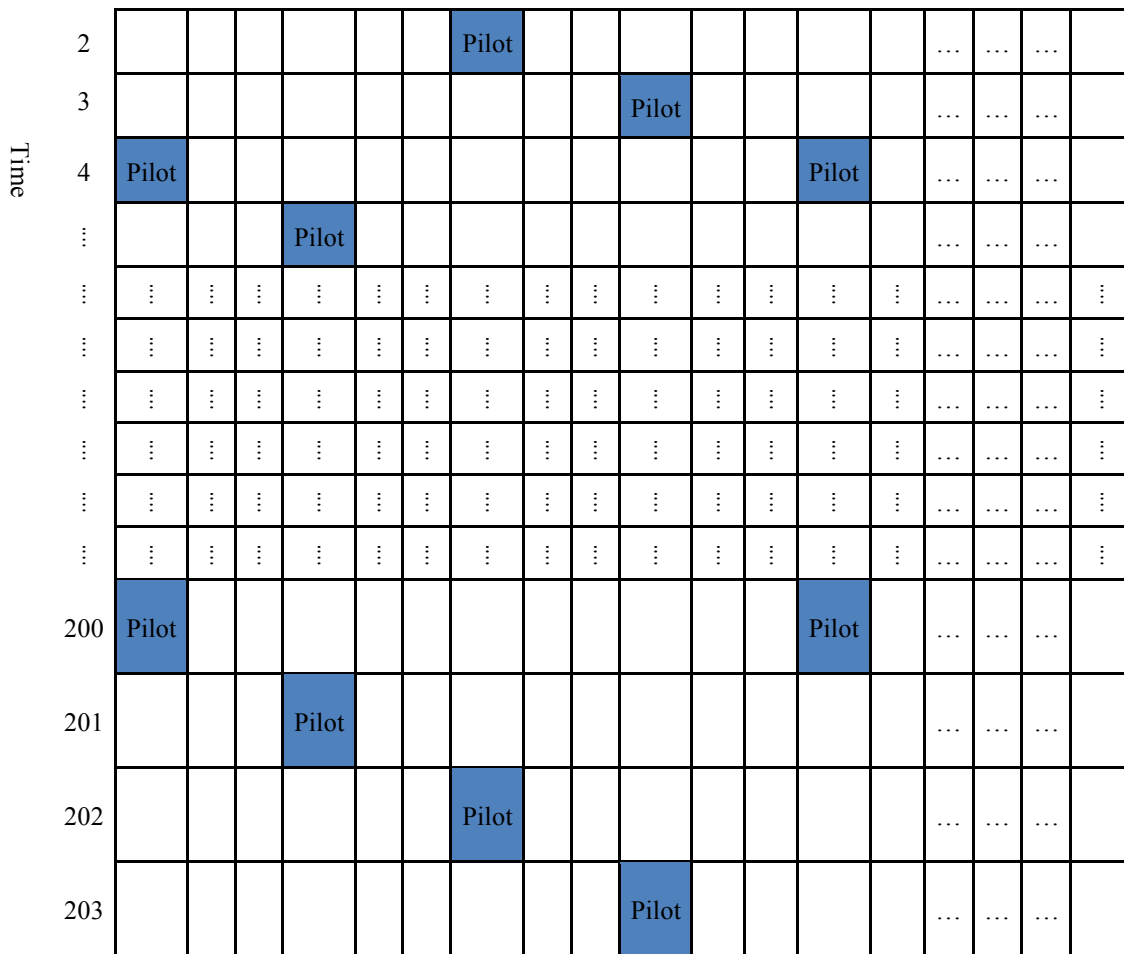 2 Pilot … … …
3 Pilot … … …
Time
4 Pilot Pilot … … …
⋮ Pilot … … …
⋮ ⋮ ⋮ ⋮ ⋮ ⋮ ⋮ ⋮ ⋮ ⋮ ⋮ ⋮ ⋮ ⋮ ⋮ … … … ⋮
⋮ ⋮ ⋮ ⋮ ⋮ ⋮ ⋮ ⋮ ⋮ ⋮ ⋮ ⋮ ⋮ ⋮ ⋮ … … … ⋮
⋮ ⋮ ⋮ ⋮ ⋮ ⋮ ⋮ ⋮ ⋮ ⋮ ⋮ ⋮ ⋮ ⋮ ⋮ … … … ⋮
⋮ ⋮ ⋮ ⋮ ⋮ ⋮ ⋮ ⋮ ⋮ ⋮ ⋮ ⋮ ⋮ ⋮ ⋮ … … … ⋮
⋮ ⋮ ⋮ ⋮ ⋮ ⋮ ⋮ ⋮ ⋮ ⋮ ⋮ ⋮ ⋮ ⋮ ⋮ … … … ⋮
⋮ ⋮ ⋮ ⋮ ⋮ ⋮ ⋮ ⋮ ⋮ ⋮ ⋮ ⋮ ⋮ ⋮ ⋮ … … … ⋮
200 Pilot Pilot … … …
201 Pilot … … …
202 Pilot … … …
203 Pilot … … …